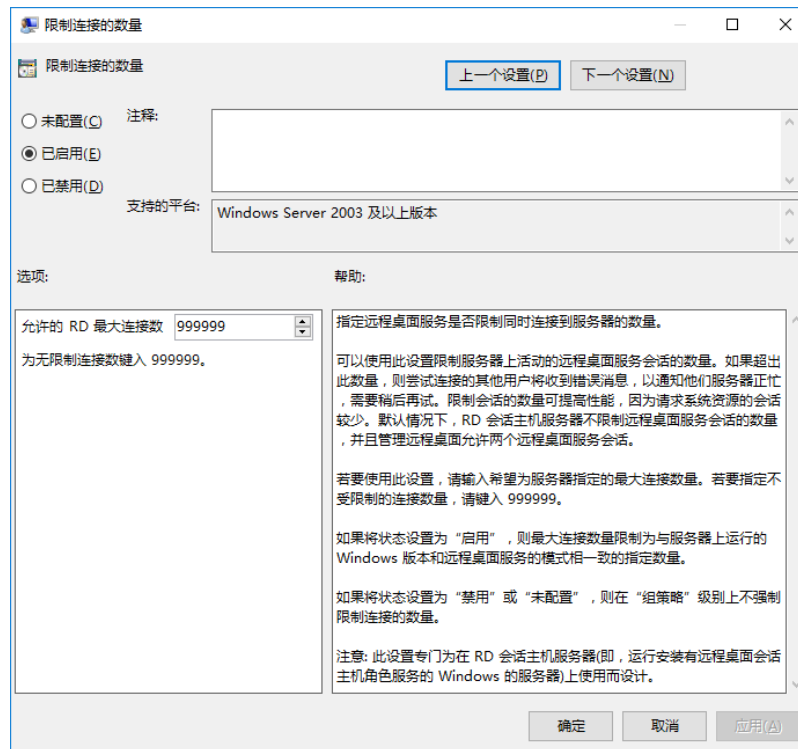 限制连接的数量
限制连接的数量
上一个设置(P)
下一个设置(N)
未配置(C)
注释:
已启用(E)
已禁用(D)
支持的平台:
Windows Server 2003 及以上版本
选项:
帮助:
允许的 RD 最大连接数
999999
为无限制连接数键入 999999。
指定远程桌面服务是否限制同时连接到服务器的数量。
可以使用此设置限制服务器上活动的远程桌面服务会话的数量。如果超出
此数量，则尝试连接的其他用户将收到错误消息，以通知他们服务器正忙
，需要稍后再试。限制会话的数量可提高性能，因为请求系统资源的会话
较少。默认情况下，RD 会话主机服务器不限制远程桌面服务会话的数量
，并且管理远程桌面允许两个远程桌面服务会话。
若要使用此设置，请输入希望为服务器指定的最大连接数量。若要指定不
受限制的连接数量，请键入 999999。
如果将状态设置为“启用”，则最大连接数量限制为与服务器上运行的
Windows 版本和远程桌面服务的模式相一致的指定数量。
如果将状态设置为“禁用”或“未配置”，则在“组策略”级别上不强制
限制连接的数量。
注意: 此设置专门为在 RD 会话主机服务器(即，运行安装有远程桌面会话
主机角色服务的 Windows 的服务器)上使用而设计。
确定
取消
应用(A)